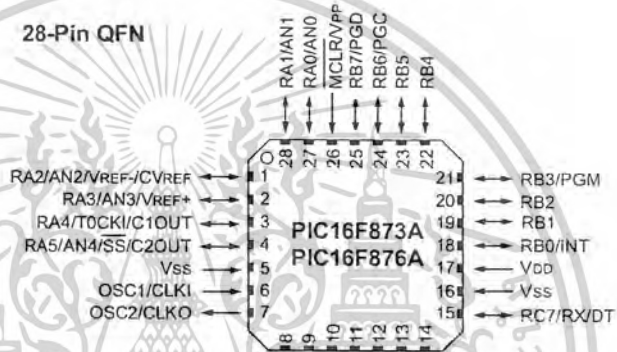 28-Pin QFN
RA1/AN1
RA0/AN0
MCLR/VPP
RB7/PGD
RB6/PGC
RB5
RB4
28 27 26 25 24 23 22
RA2/AN2/VREF-/CVREF 1
RA3/AN3/VREF+ 2
RA4/T0CKI/C1OUT 3
RA5/AN4/SS/C2OUT 4
VSS 5
OSC1/CLKI 6
OSC2/CLKO 7
PIC16F873A
PIC16F876A
21 RB3/PGM
20 RB2
19 RB1
18 RB0/INT
17 VDD
16 VSS
15 RC7/RX/DT
8 9 10 11 12 13 14